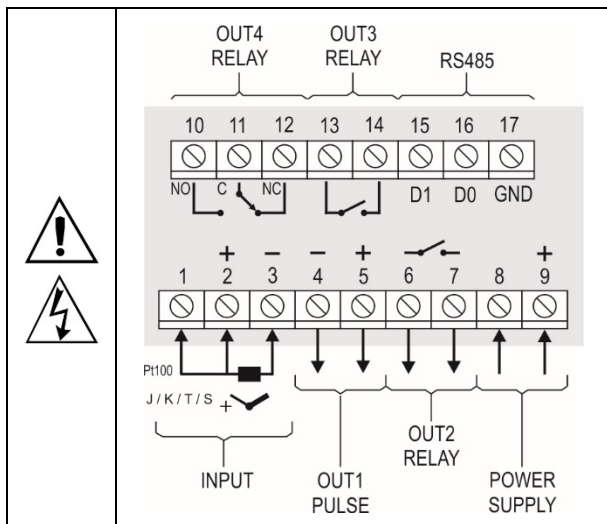 OUT4 OUT3
RELAY RELAY RS485
10 11 12 13 14 15 16 17
NO C NC D1 D0 GND
+ − − + +
1 2 3 4 5 6 7 8 9
Pt100
J / K / T / S +
OUT2
RELAY
INPUT OUT1 POWER
PULSE SUPPLY